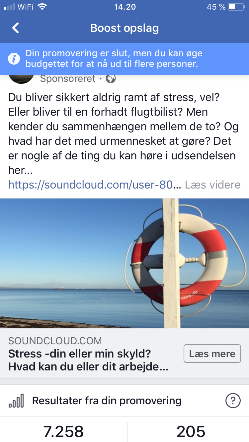 WiFi
14.20
45 %
Boost opslag
Din promovering er slut, men du kan øge
budgettet for at nå ud til flere personer.
Sponsoreret ·
Du bliver sikkert aldrig ramt af stress, vel?
Eller bliver til en forhadt flugtbilist? Men
kender du sammenhængen mellem de to? Og
hvad har det med urmennesket at gøre? Det
er nogle af de ting du kan høre i udsendelsen
her...
https://soundcloud.com/user-80... Læs videre
SOUNDCLOUD.COM
Stress -din eller min skyld?
Hvad kan du eller dit arbejde...
Læs mere
Resultater fra din promovering
?
7.258
205